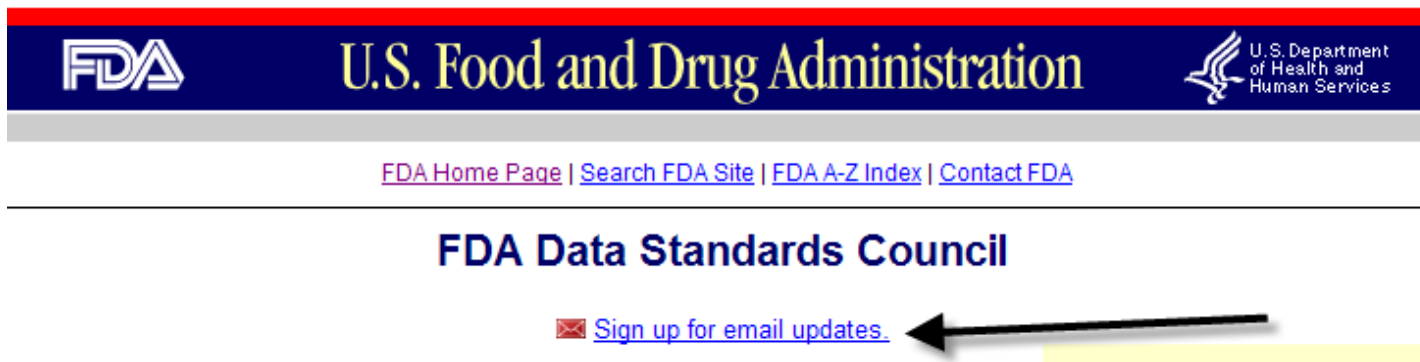 FDA U.S. Food and Drug Administration U.S. Department
of Health and
Human Services
FDA Home Page | Search FDA Site | FDA A-Z Index | Contact FDA
FDA Data Standards Council
Sign up for email updates.